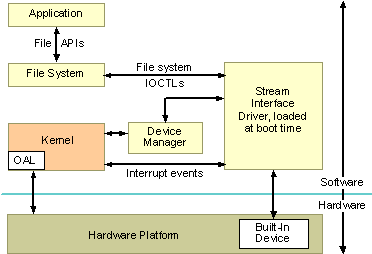 Application
File APIs
File System
File system
IOCTLs
Stream
Interface
Driver, loaded
at boot time
Device
Manager
Kernel
OAL
Interrupt events
Software
Hardware
Hardware Platform
Built-In
Device